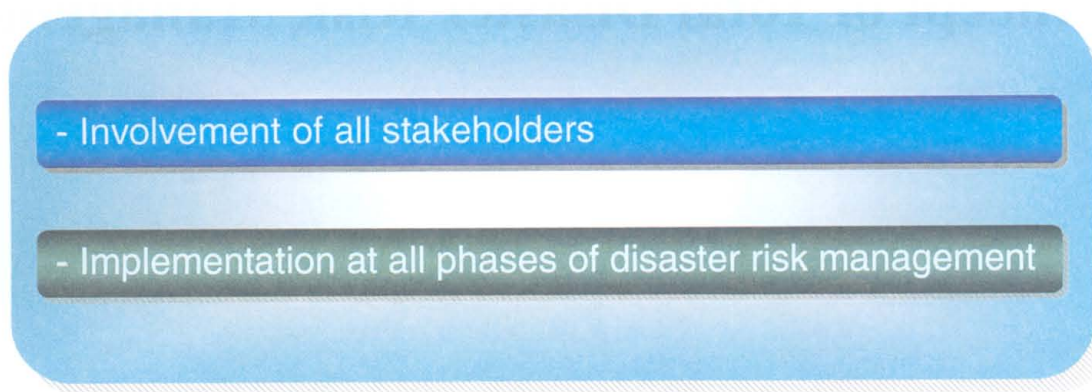 - Involvement of all stakeholders
- Implementation at all phases of disaster risk management